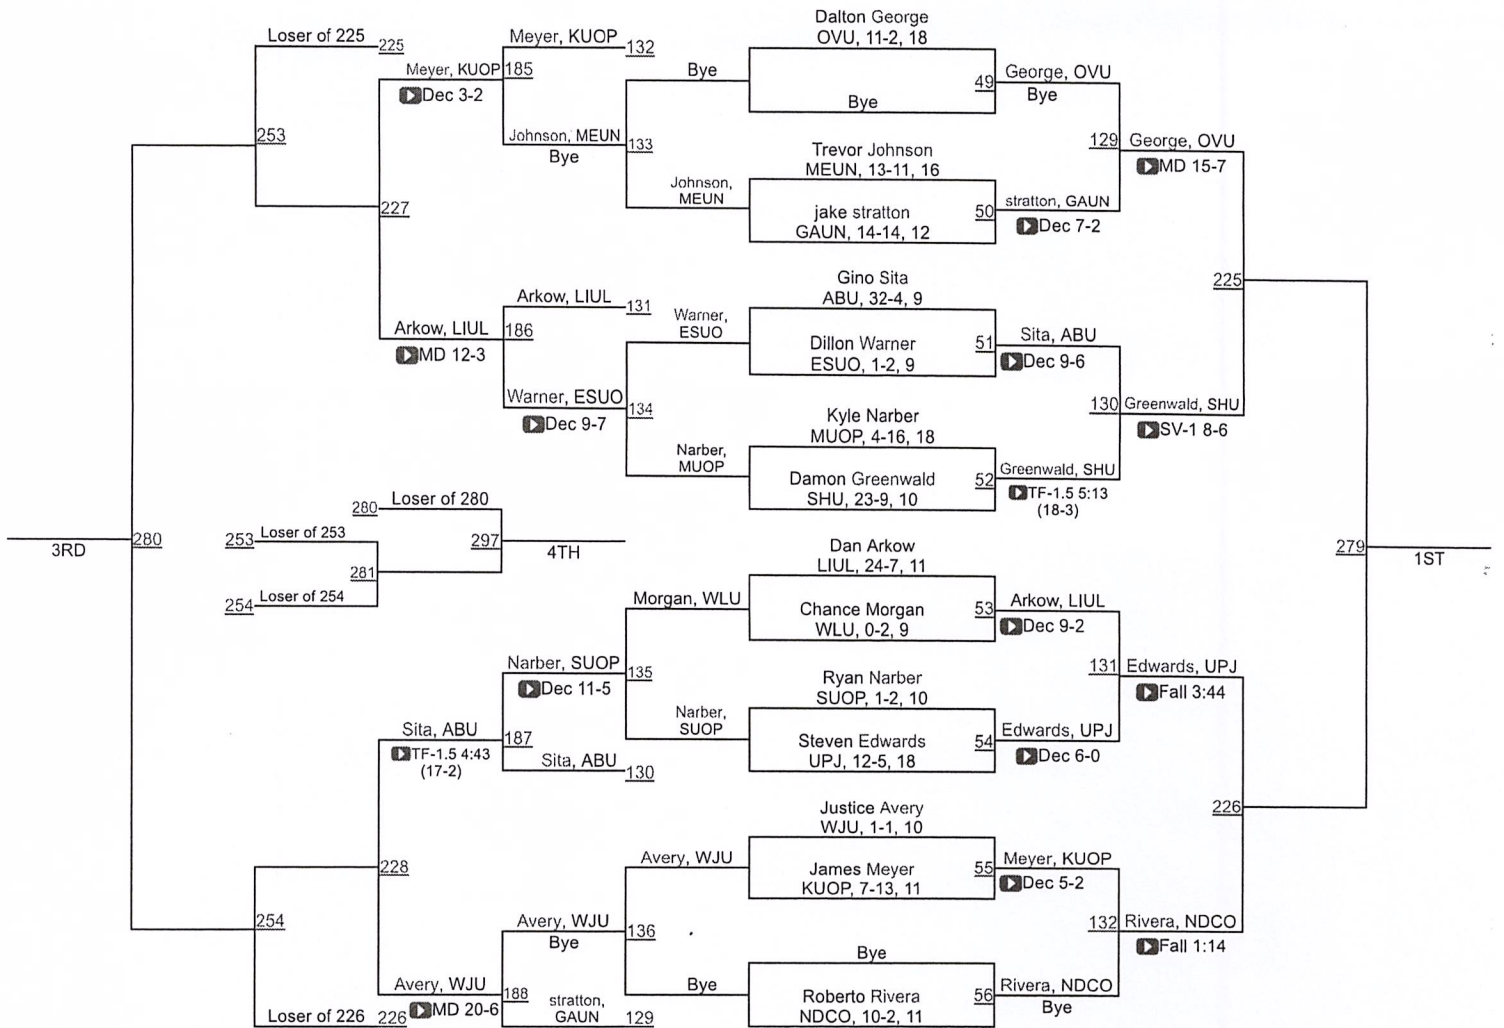 Loser of 225
225
Meyer, KUOP
185
Dec 3-2
Meyer, KUOP
132
Johnson, MEUN
Bye
133
253
227
Arkow, LIUL
186
MD 12-3
Arkow, LIUL
131
Warner, ESUO
134
Dec 9-7
Bye
Johnson,
MEUN
Warner,
ESUO
Narber,
MUOP
Dalton George
OVU, 11-2, 18
49
Bye
Trevor Johnson
MEUN, 13-11, 16
jake stratton
GAUN, 14-14, 12
50
Gino Sita
ABU, 32-4, 9
Dillon Warner
ESUO, 1-2, 9
51
Kyle Narber
MUOP, 4-16, 18
Damon Greenwald
SHU, 23-9, 10
52
George, OVU
Bye
stratton, GAUN
Dec 7-2
Sita, ABU
Dec 9-6
Greenwald, SHU
TF-1.5 5:13
(18-3)
129
George, OVU
MD 15-7
130
Greenwald, SHU
SV-1 8-6
225
3RD
280
280
Loser of 280
253
Loser of 253
281
254
Loser of 254
297
4TH
279
1ST
Morgan, WLU
Narber, SUOP
135
Dec 11-5
Narber,
SUOP
Sita, ABU
187
TF-1.5 4:43
(17-2)
Sita, ABU
130
228
254
Avery, WJU
Avery, WJU
Bye
136
Bye
Avery, WJU
188
MD 20-6
stratton,
GAUN
129
Loser of 226
226
Dan Arkow
LIUL, 24-7, 11
Chance Morgan
WLU, 0-2, 9
53
Ryan Narber
SUOP, 1-2, 10
Steven Edwards
UPJ, 12-5, 18
54
Justice Avery
WJU, 1-1, 10
James Meyer
KUOP, 7-13, 11
55
Bye
Roberto Rivera
NDCO, 10-2, 11
56
Arkow, LIUL
Dec 9-2
Edwards, UPJ
Dec 6-0
Meyer, KUOP
Dec 5-2
Rivera, NDCO
Bye
131
Edwards, UPJ
Fall 3:44
132
Rivera, NDCO
Fall 1:14
226